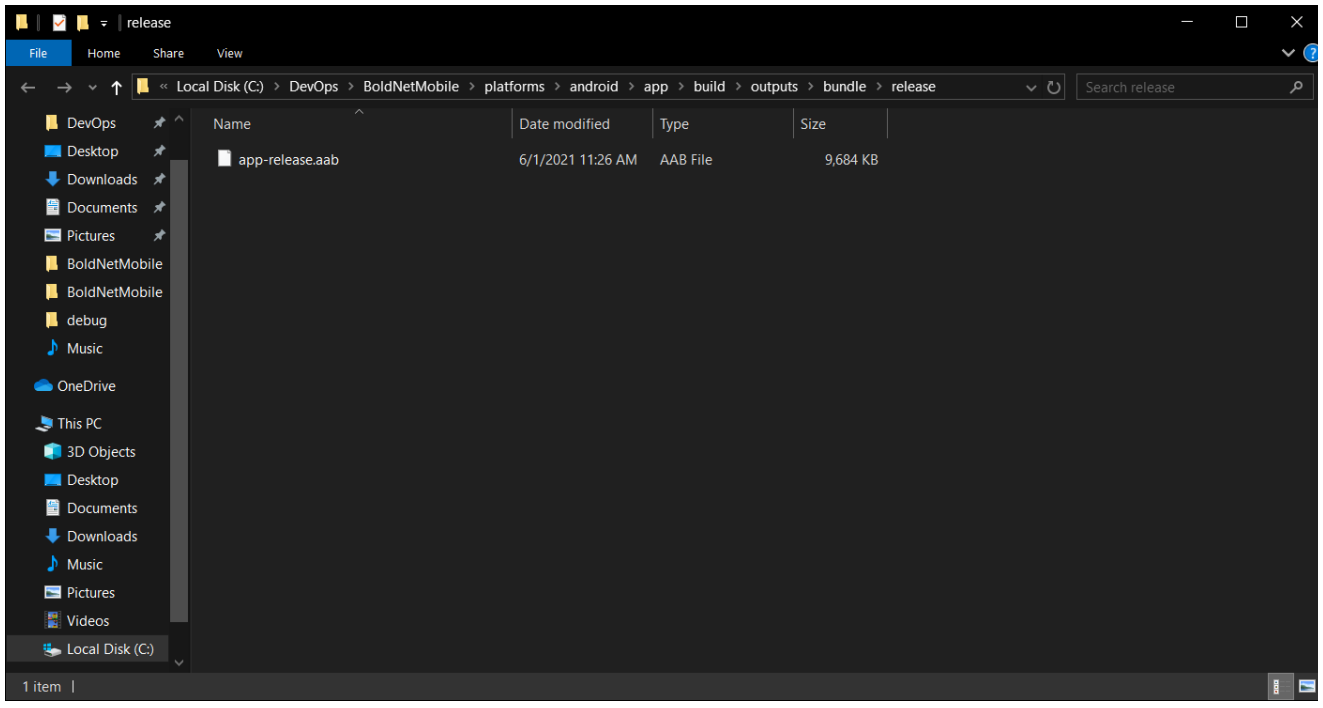 release
File Home Share View
« Local Disk (C:) > DevOps > BoldNetMobile > platforms > android > app > build > outputs > bundle > release Search release
DevOps
Desktop
Downloads
Documents
Pictures
BoldNetMobile
BoldNetMobile
debug
Music
OneDrive
This PC
3D Objects
Desktop
Documents
Downloads
Music
Pictures
Videos
Local Disk (C:)
Name Date modified Type Size
app-release.aab 6/1/2021 11:26 AM AAB File 9,684 KB
1 item